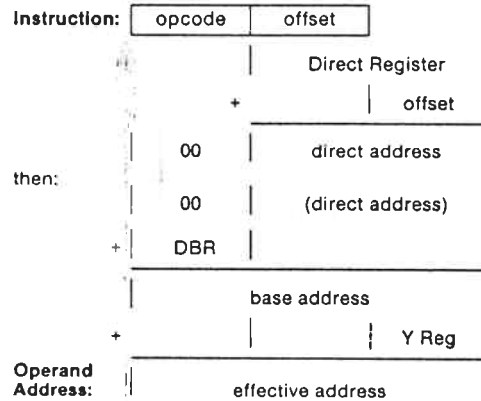 Instruction: opcode offset
Direct Register
+ offset
00 direct address
then:
00 (direct address)
+ DBR
base address
+ Y Reg
Operand
Address: effective address